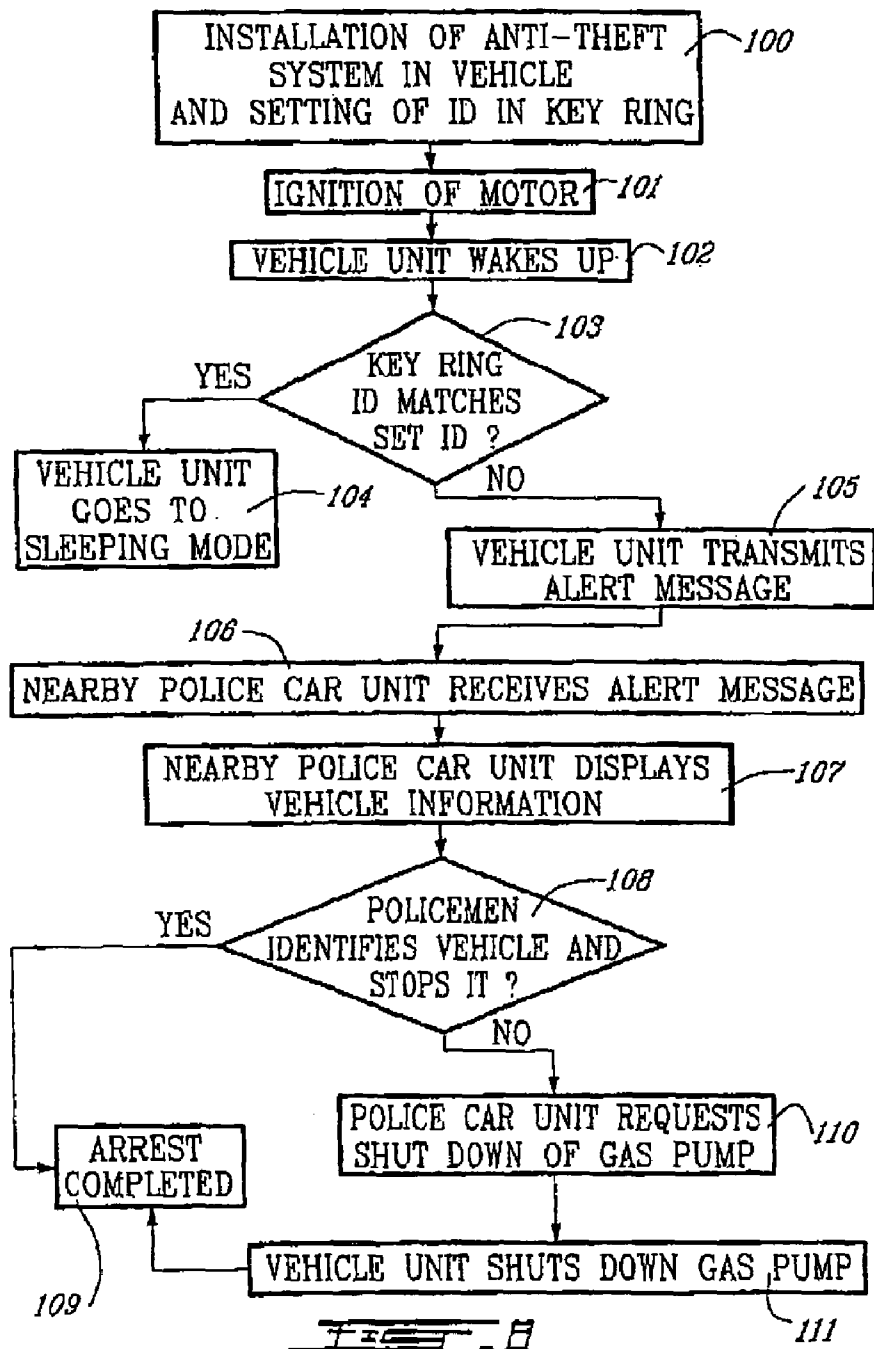 INSTALLATION OF ANTI-THEFT
SYSTEM IN VEHICLE
AND SETTING OF ID IN KEY RING
100
IGNITION OF MOTOR
101
VEHICLE UNIT WAKES UP
102
103
KEY RING
ID MATCHES
SET ID ?
YES
NO
VEHICLE UNIT
GOES TO
SLEEPING MODE
104
105
VEHICLE UNIT TRANSMITS
ALERT MESSAGE
106
NEARBY POLICE CAR UNIT RECEIVES ALERT MESSAGE
NEARBY POLICE CAR UNIT DISPLAYS
VEHICLE INFORMATION
107
108
YES
POLICEMEN
IDENTIFIES VEHICLE AND
STOPS IT ?
NO
POLICE CAR UNIT REQUESTS
SHUT DOWN OF GAS PUMP
110
ARREST
COMPLETED
109
VEHICLE UNIT SHUTS DOWN GAS PUMP
111